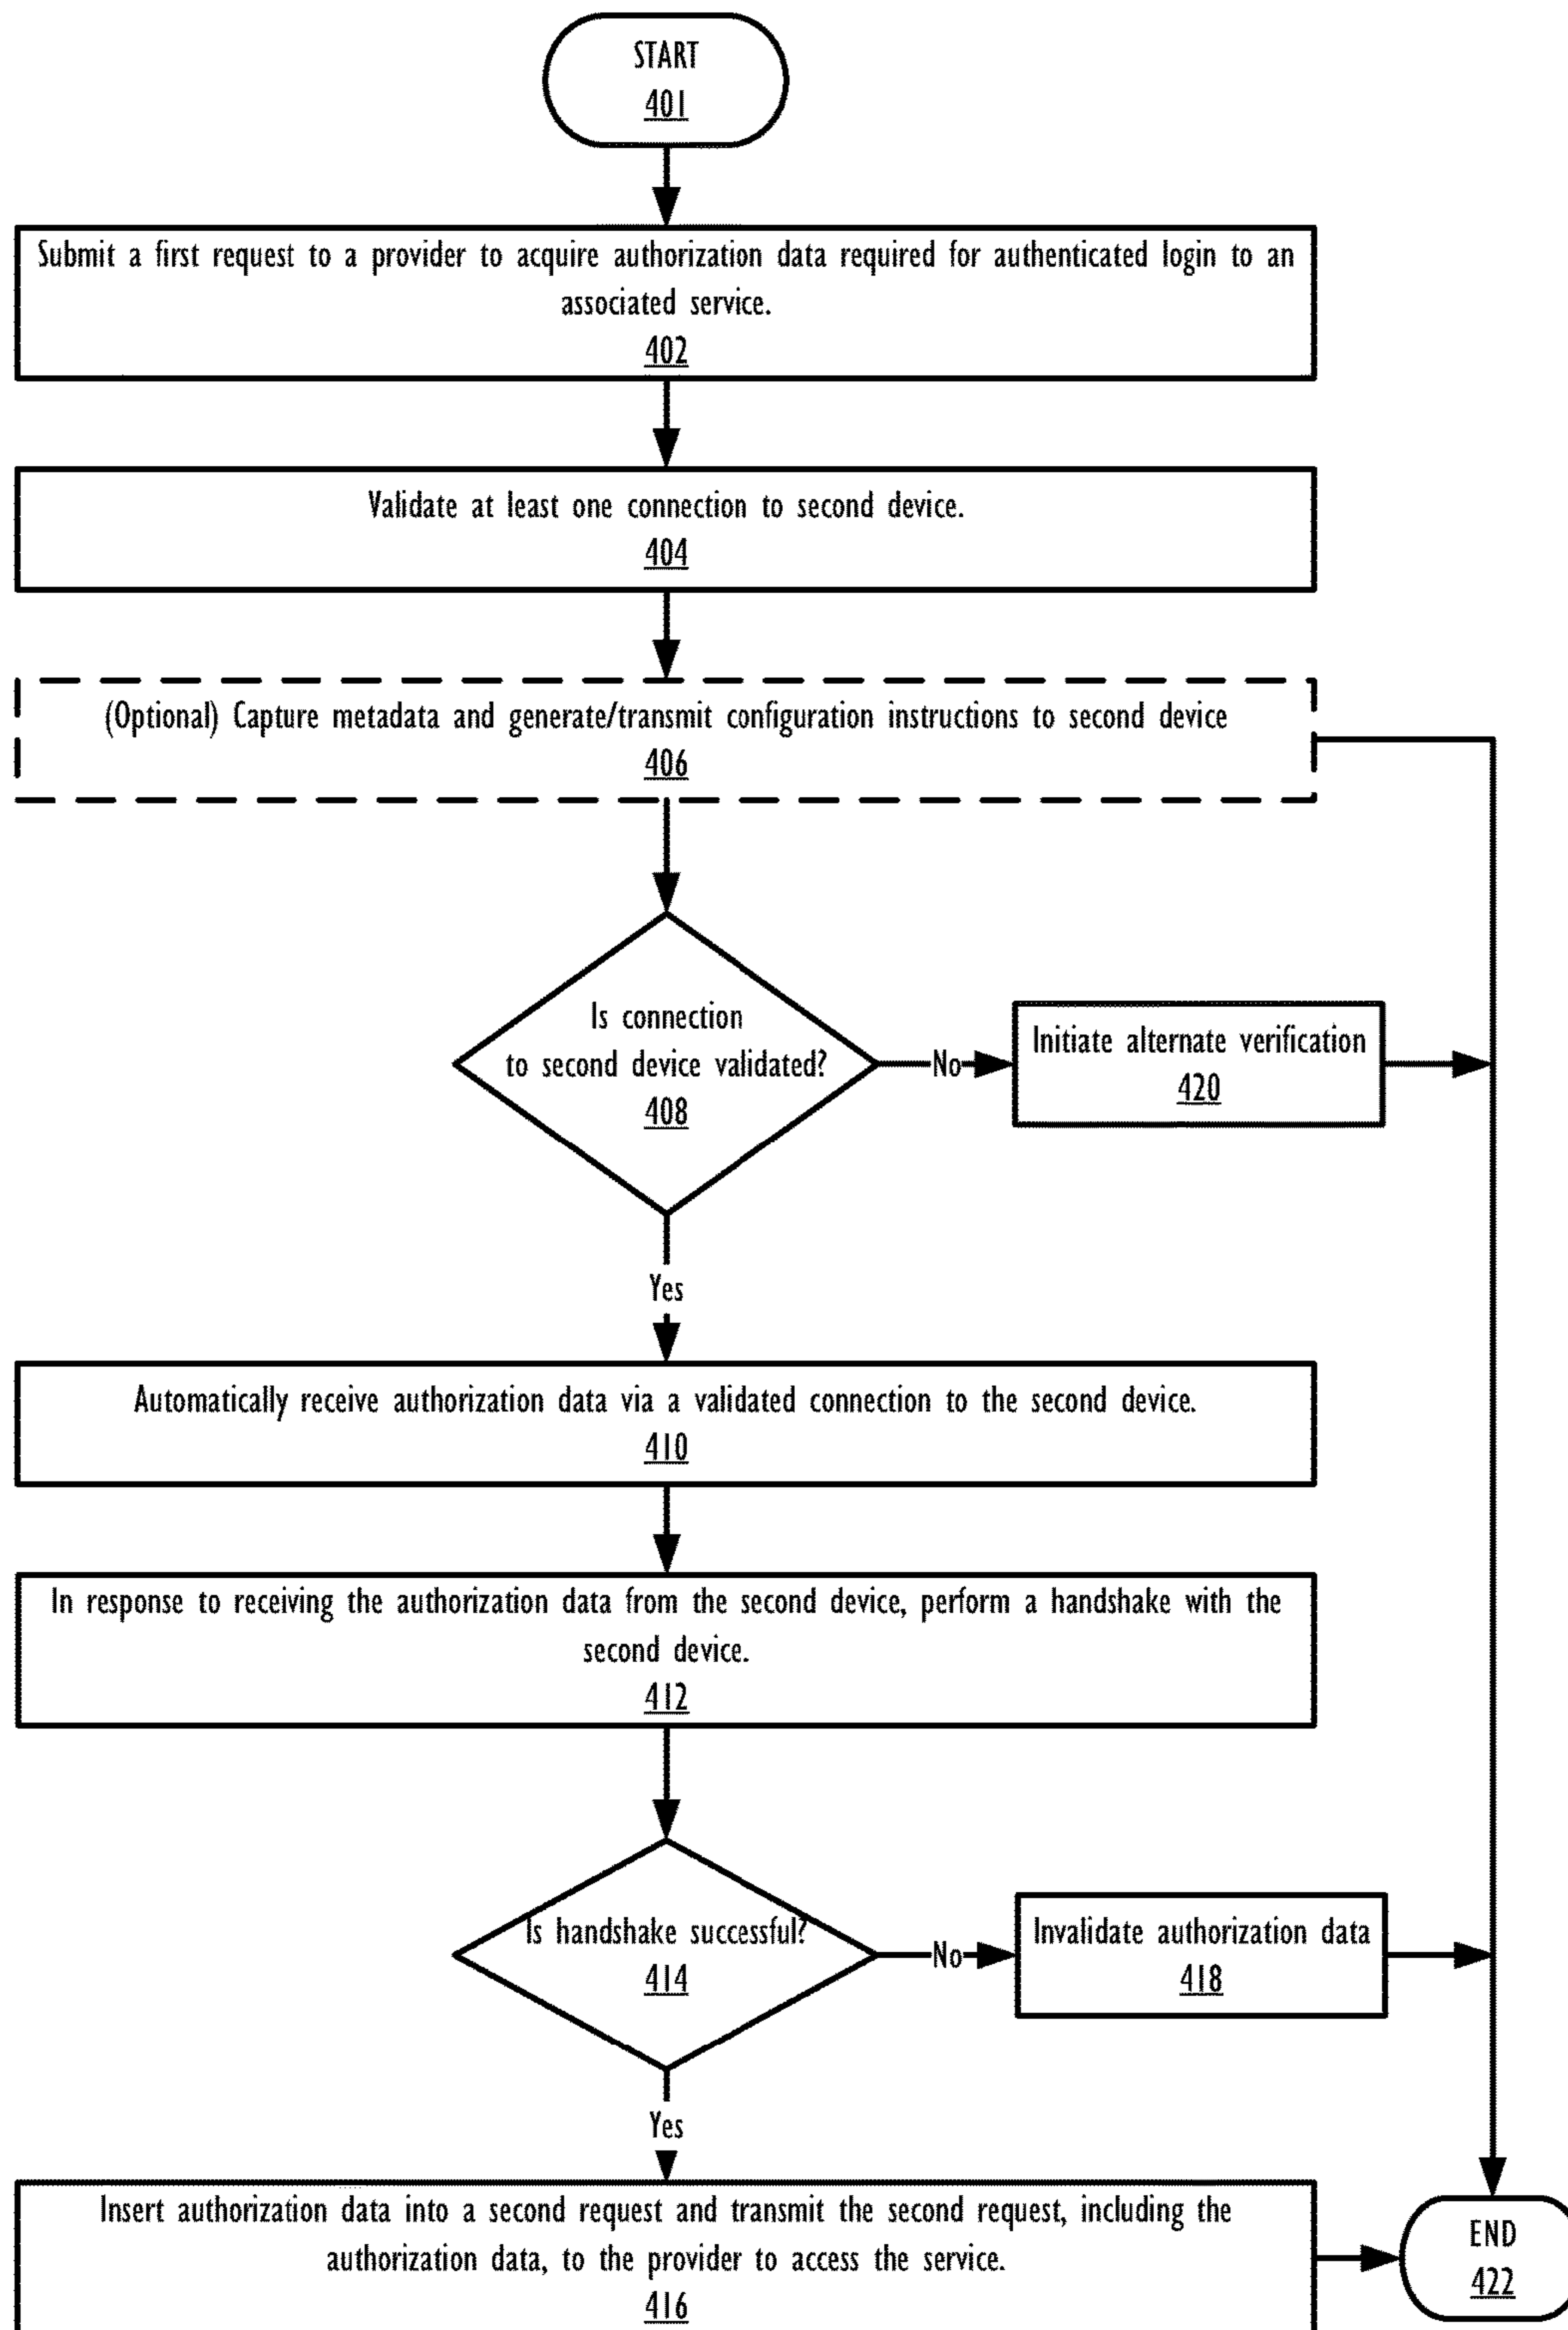 START
401
Submit a first request to a provider to acquire authorization data required for authenticated login to an
associated service.
402
Validate at least one connection to second device.
404
(Optional) Capture metadata and generate/transmit configuration instructions to second device
406
Is connection
to second device validated?
408
No
Initiate alternate verification
420
Yes
Automatically receive authorization data via a validated connection to the second device.
410
In response to receiving the authorization data from the second device, perform a handshake with the
second device.
412
Is handshake successful?
414
No
Invalidate authorization data
418
Yes
Insert authorization data into a second request and transmit the second request, including the
authorization data, to the provider to access the service.
416
END
422